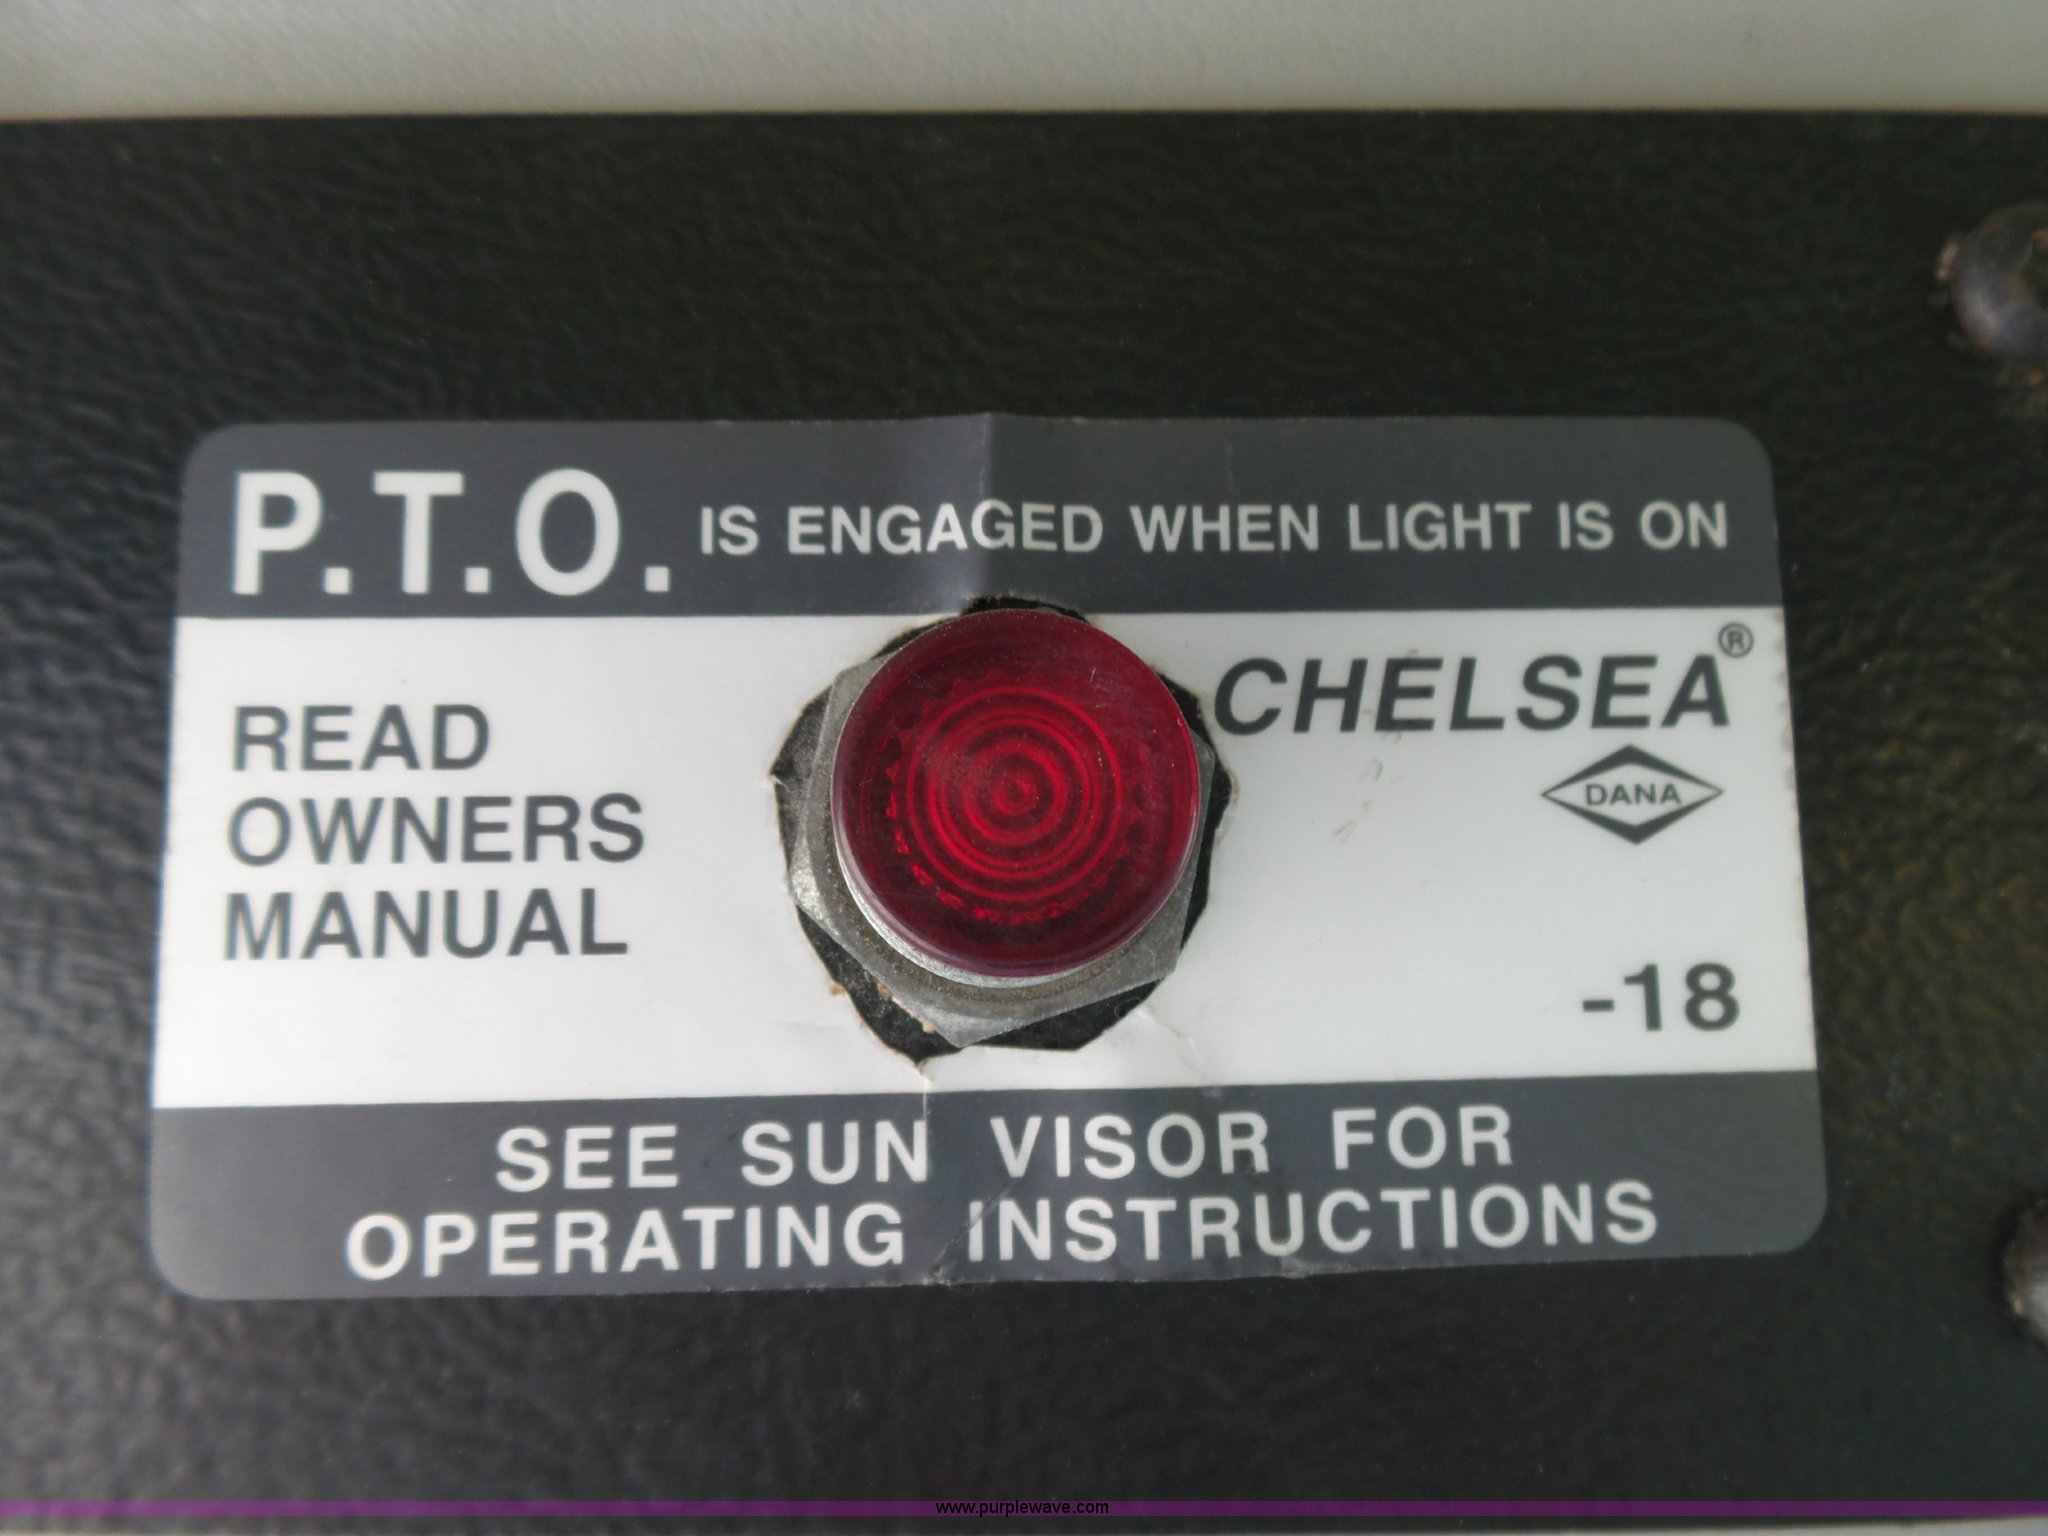 P.T.O. IS ENGAGED WHEN LIGHT IS ON
READ
OWNERS
MANUAL
CHELSEA®
DANA
-18
SEE SUN VISOR FOR
OPERATING INSTRUCTIONS
www.purplewave.com